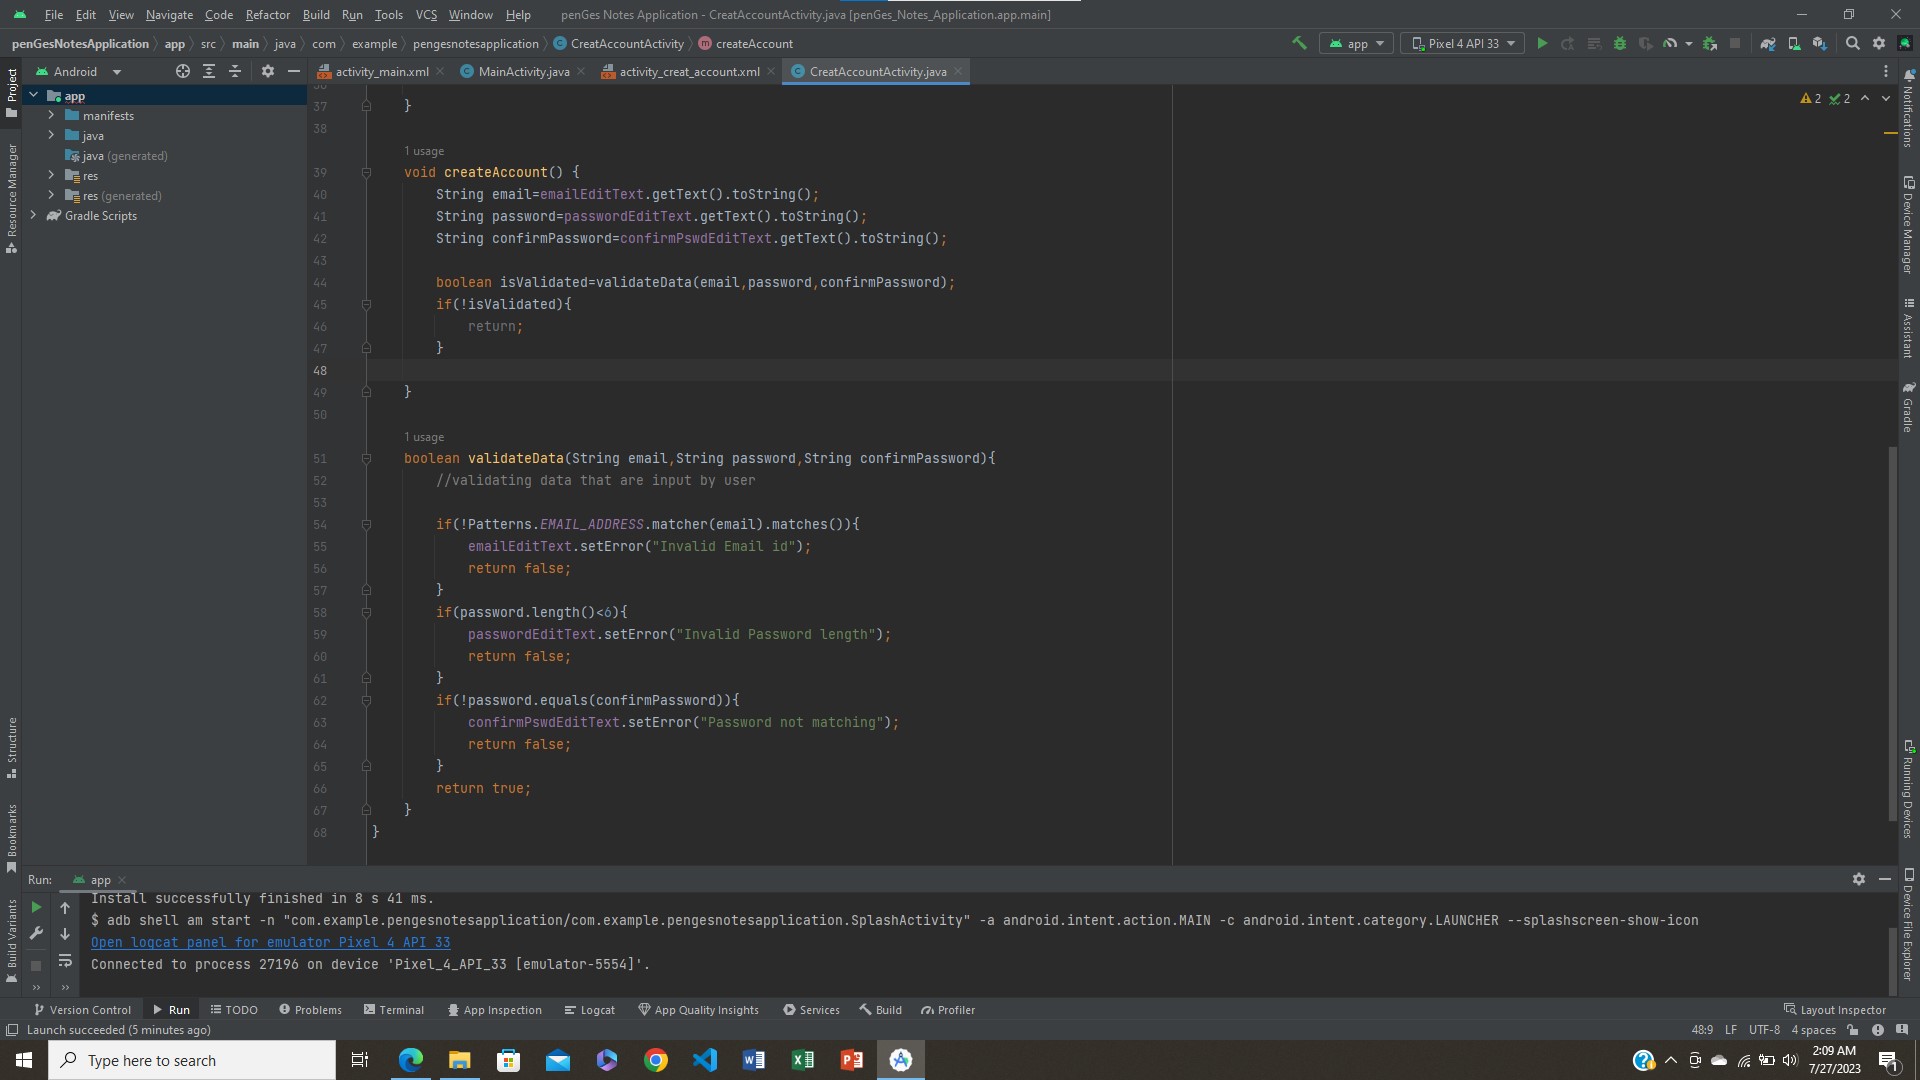 File Edit View Navigate Code Refactor Build Run Tools VCS Window Help penGes Notes Application - CreatAccountActivity.java [penGes_Notes_Application.app.main]
penGesNotesApplication app src main java com example pengesnotesapplication CreatAccountActivity createAccount app Pixel 4 API 33
Android activity_main.xml MainActivity.java activity_creat_account.xml CreatAccountActivity.java
Project
Resource Manager
Structure
Bookmarks
Build Variants
app
manifests
java
java (generated)
res
res (generated)
Gradle Scripts
2 2
37 }
38
1 usage
39 void createAccount() {
40 String email=emailEditText.getText().toString();
41 String password=passwordEditText.getText().toString();
42 String confirmPassword=confirmPswdEditText.getText().toString();
43
44 boolean isValidated=validateData(email,password,confirmPassword);
45 if(!isValidated){
46 return;
47 }
48
49 }
50
1 usage
51 boolean validateData(String email,String password,String confirmPassword){
52 //validating data that are input by user
53
54 if(!Patterns.EMAIL_ADDRESS.matcher(email).matches()){
55 emailEditText.setError("Invalid Email id");
56 return false;
57 }
58 if(password.length()<6){
59 passwordEditText.setError("Invalid Password length");
60 return false;
61 }
62 if(!password.equals(confirmPassword)){
63 confirmPswdEditText.setError("Password not matching");
64 return false;
65 }
66 return true;
67 }
68 }
Notifications
Device Manager
Assistant
Gradle
Running Devices
Device File Explorer
Run: app
Install successfully finished in 8 s 41 ms.
$ adb shell am start -n "com.example.pengesnotesapplication/com.example.pengesnotesapplication.SplashActivity" -a android.intent.action.MAIN -c android.intent.category.LAUNCHER --splashscreen-show-icon
Open logcat panel for emulator Pixel 4 API 33
Connected to process 27196 on device 'Pixel_4_API_33 [emulator-5554]'.
Version Control Run TODO Problems Terminal App Inspection Logcat App Quality Insights Services Build Profiler Layout Inspector
Launch succeeded (5 minutes ago) 48:9 LF UTF-8 4 spaces
Type here to search
2:09 AM
7/27/2023
1